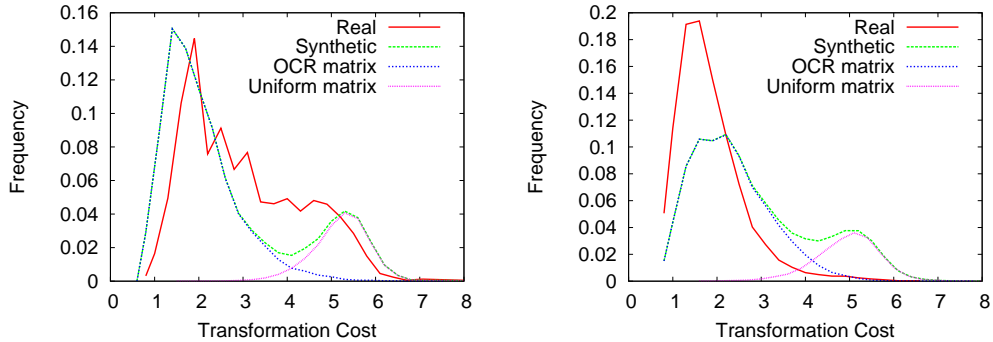 0.16
0.14
0.12
0.1
0.08
0.06
0.04
0.02
0
Frequency
0 1 2 3 4 5 6 7 8
Transformation Cost
Real
Synthetic
OCR matrix
Uniform matrix
0.2
0.18
0.16
0.14
0.12
0.1
0.08
0.06
0.04
0.02
0
Frequency
0 1 2 3 4 5 6 7 8
Transformation Cost
Real
Synthetic
OCR matrix
Uniform matrix